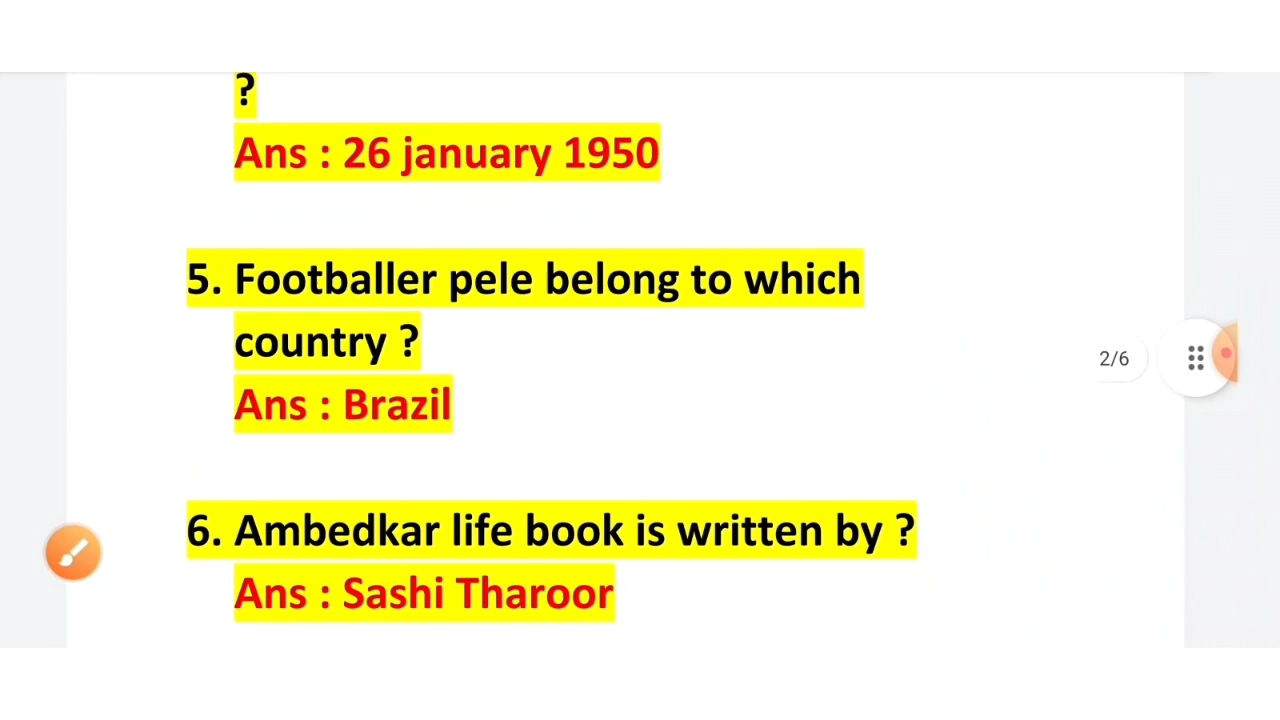 ?
Ans : 26 january 1950
5. Footballer pele belong to which
country ?
Ans : Brazil
2/6
6. Ambedkar life book is written by ?
Ans : Sashi Tharoor